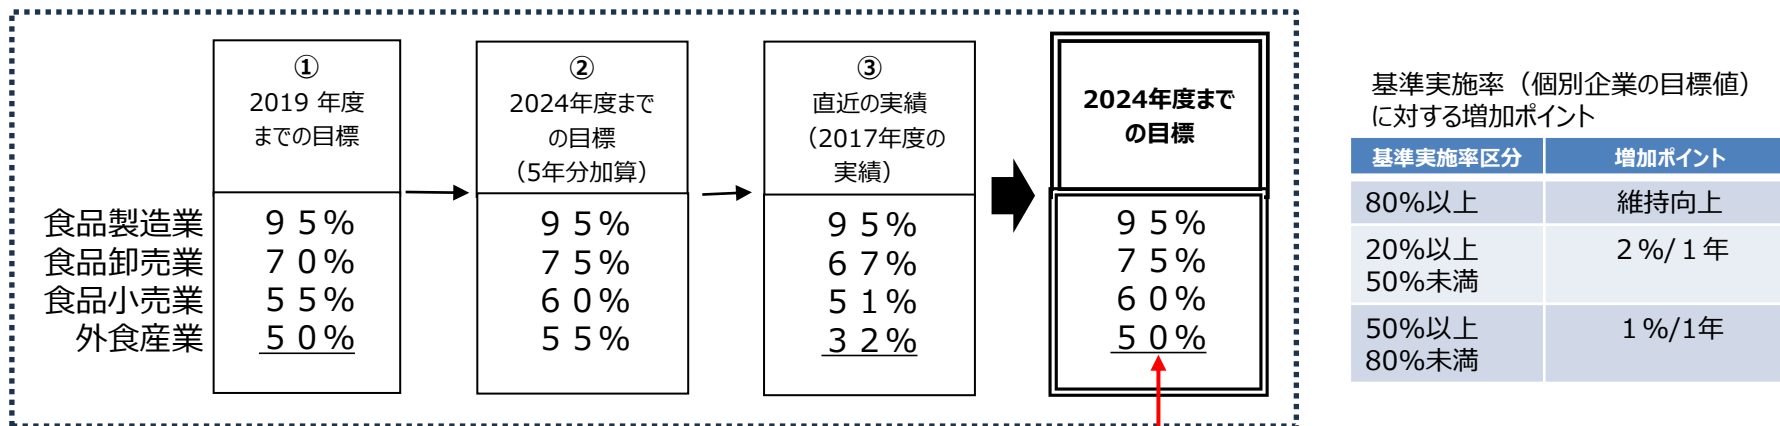 ①
2019 年度
までの目標
②
2024年度まで
の目標
（5年分加算）
③
直近の実績
（2017年度の
実績）
2024年度まで
の目標
食品製造業 ９５％ ９５％ ９５％ ９５％
食品卸売業 ７０％ ７５％ ６７％ ７５％
食品小売業 ５５％ ６０％ ５１％ ６０％
外食産業 ５０％ ５５％ ３２％ ５０％
基準実施率（個別企業の目標値）
に対する増加ポイント
基準実施率区分 増加ポイント
80%以上 維持向上
20%以上 ２%/１年
50%未満
50%以上 １%/1年
80%未満